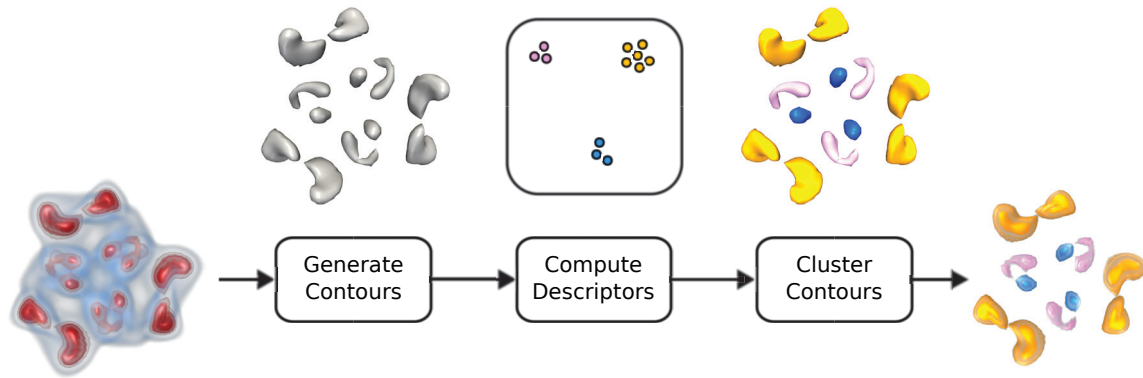 Generate
Contours
Compute
Descriptors
Cluster
Contours